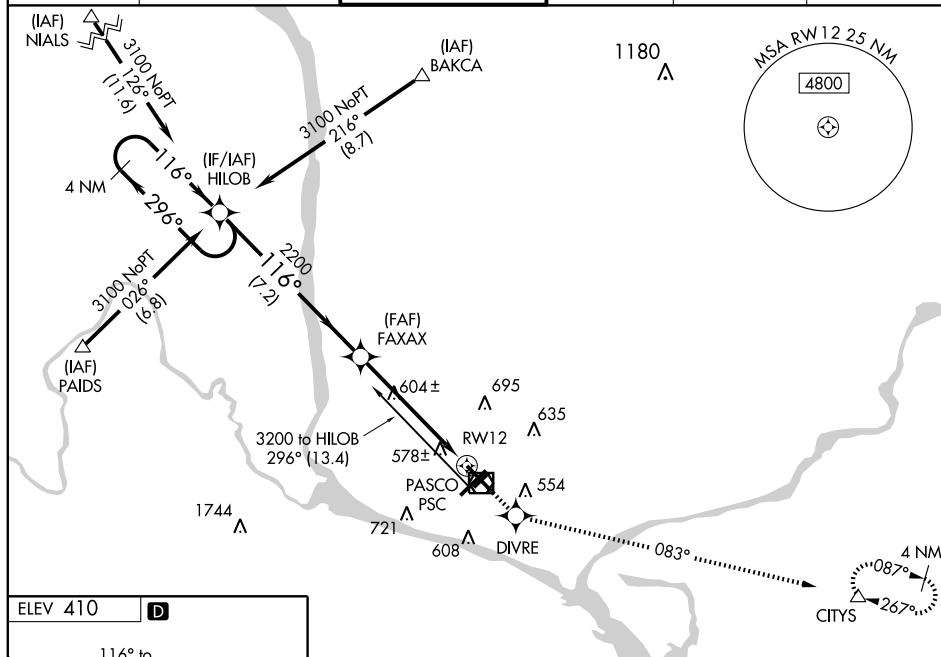 (IAF)
NIALS
3100 NoPT
126°
(11.6)
(IAF)
BAKCA
3100 NoPT
216°
(8.7)
1180
MSA RW12 25 NM
4800
(IF/IAF)
HILOB
116°
4 NM
296°
3100 NoPT
026°
(6.8)
(IAF)
PAIDS
2200
116°
(7.2)
(FAF)
FAXAX
604±
695
635
3200 to HILOB
296° (13.4)
578±
RW12
PASCO
PSC
554
1744
721
608
DIVRE
083°
4 NM
087°
267°
CITYS
ELEV 410
D
116° to